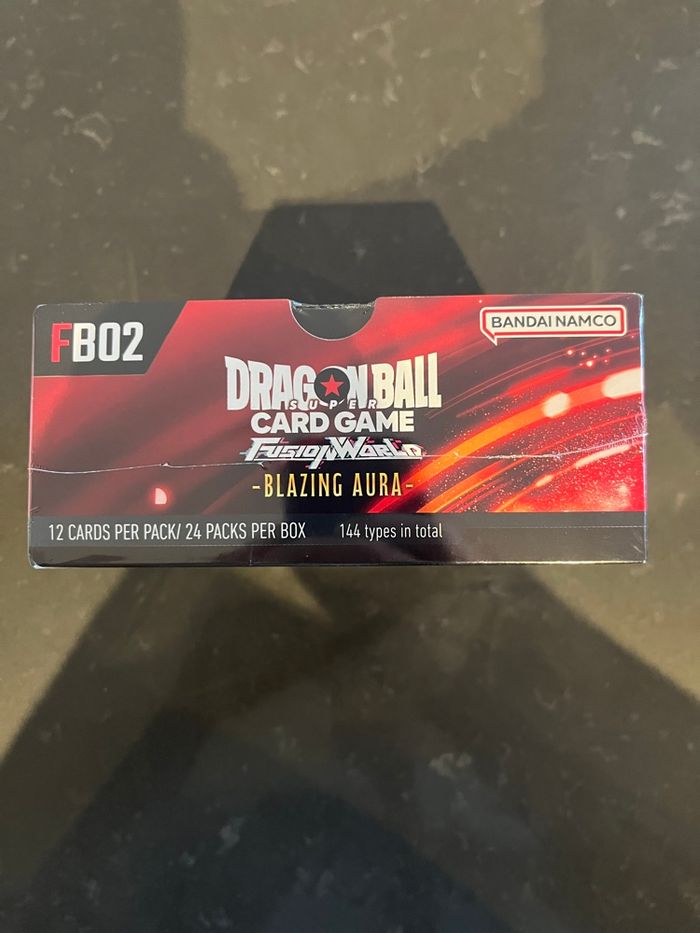 FB02
BANDAI NAMCO
DRAGON BALL
SUPER
CARD GAME
FUSION WORLD
-BLAZING AURA-
12 CARDS PER PACK/ 24 PACKS PER BOX 144 types in total